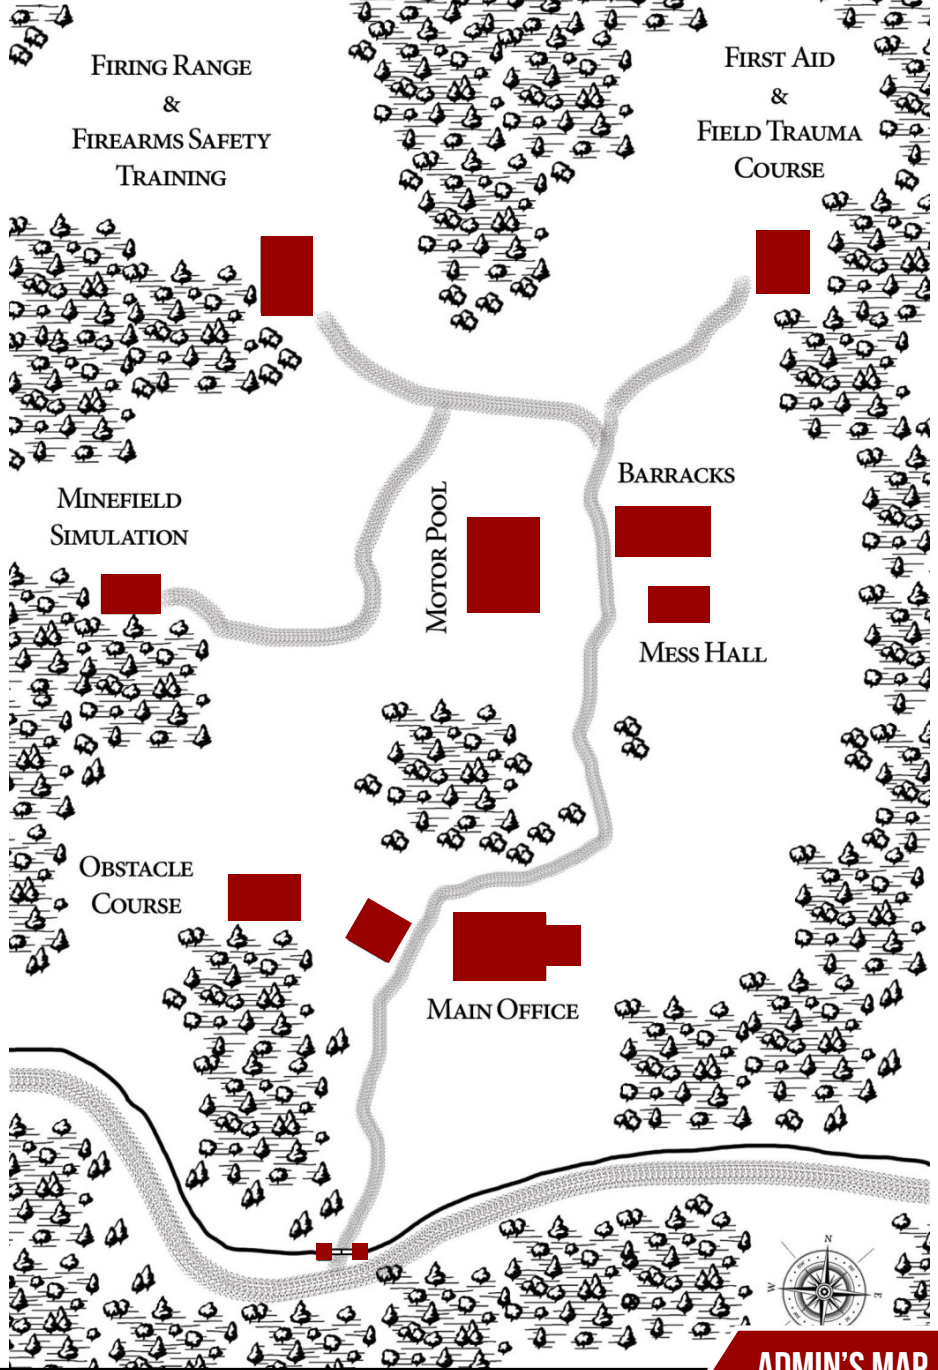 Firing Range
&
Firearms Safety
Training
First Aid
&
Field Trauma
Course
Barracks
Minefield
Simulation
Motor Pool
Mess Hall
Obstacle
Course
Main Office
N
W
E
ADMIN'S MAP